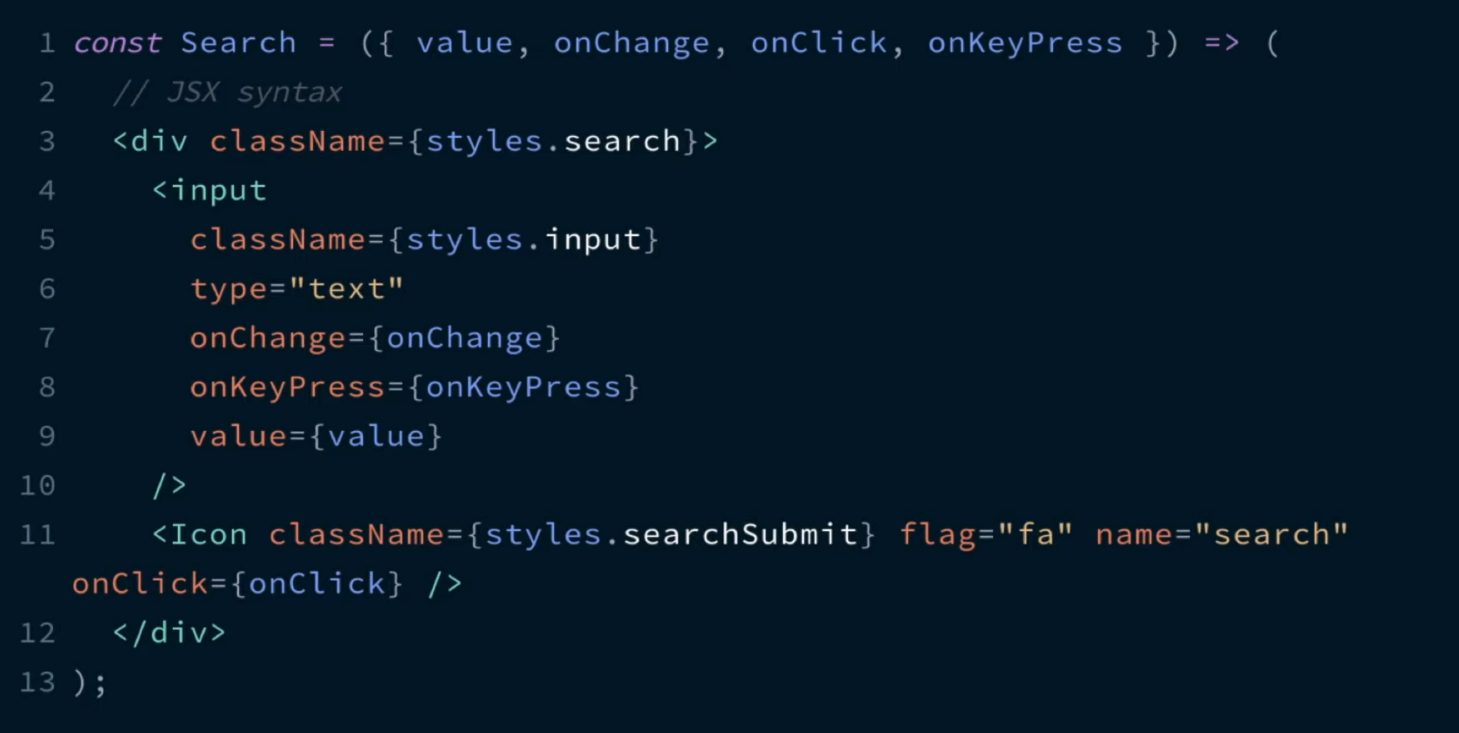 1 const Search = ({ value, onChange, onClick, onKeyPress }) => (
2   // JSX syntax
3   <div className={styles.search}>
4     <input
5       className={styles.input}
6       type="text"
7       onChange={onChange}
8       onKeyPress={onKeyPress}
9       value={value}
10     />
11     <Icon className={styles.searchSubmit} flag="fa" name="search"
onClick={onClick} />
12   </div>
13 );